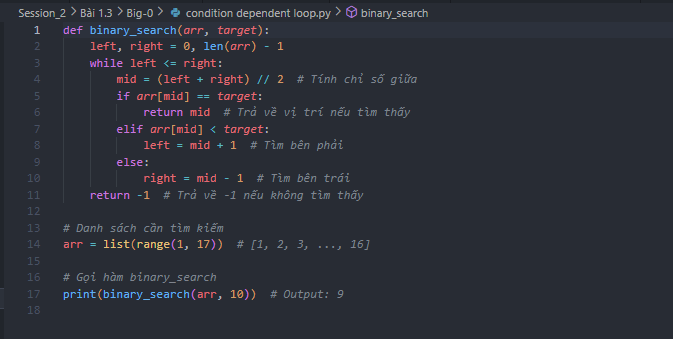 Session_2 > Bài 1.3 > Big-0 > condition dependent loop.py > binary_search
1 def binary_search(arr, target):
2 left, right = 0, len(arr) - 1
3 while left <= right:
4 mid = (left + right) // 2 # Tính chỉ số giữa
5 if arr[mid] == target:
6 return mid # Trả về vị trí nếu tìm thấy
7 elif arr[mid] < target:
8 left = mid + 1 # Tìm bên phải
9 else:
10 right = mid - 1 # Tìm bên trái
11 return -1 # Trả về -1 nếu không tìm thấy
12
13 # Danh sách cần tìm kiếm
14 arr = list(range(1, 17)) # [1, 2, 3, ..., 16]
15
16 # Gọi hàm binary_search
17 print(binary_search(arr, 10)) # Output: 9
18